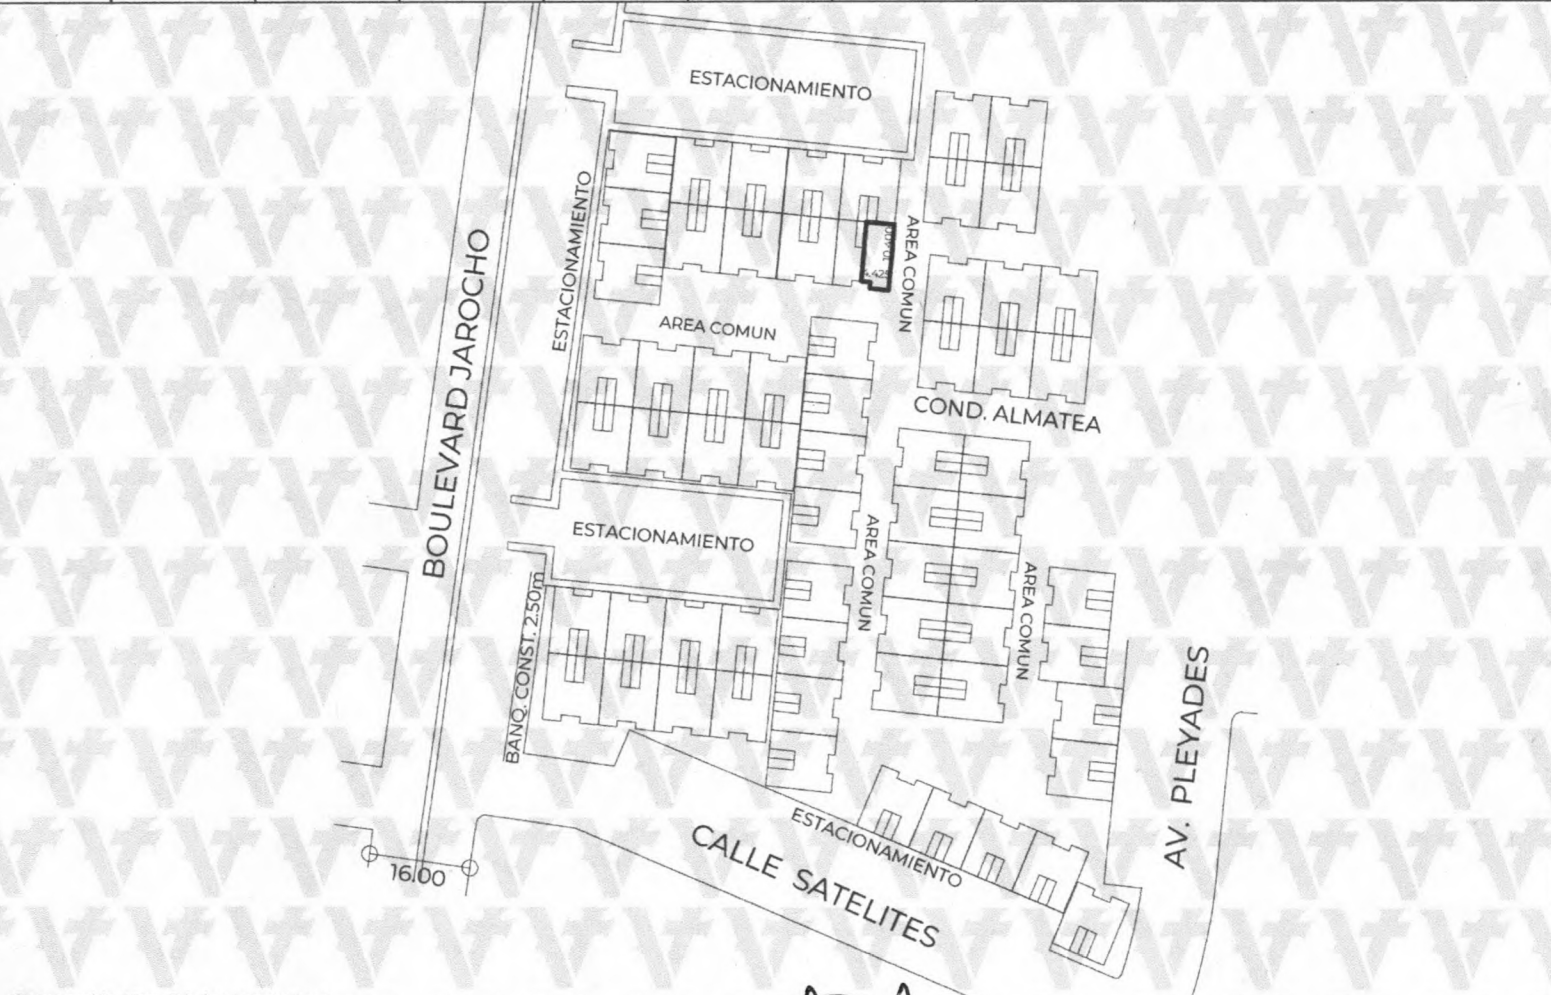 ESTACIONAMIENTO
ESTACIONAMIENTO
AREA COMUN
BOULEVARD JAROCHO
AREA COMUN
COND. ALMATEA
ESTACIONAMIENTO
AREA COMUN
AREA COMUN
BANQ. CONST. 2.50m
AV. PLEYADES
ESTACIONAMIENTO
CALLE SATELITES
16.00